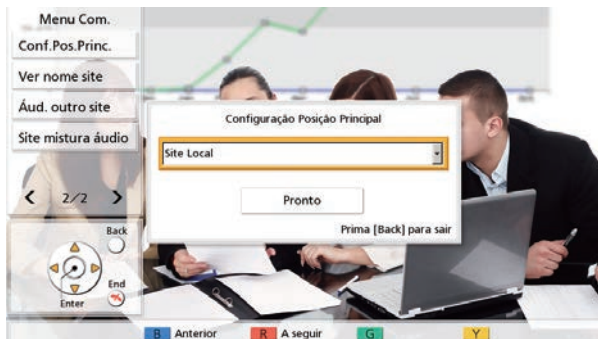 Menu Com.
Conf.Pos.Princ.
Ver nome site
Áud. outro site
Site mistura áudio
2/2
Back
End
Enter
Configuração Posição Principal
Site Local
Pronto
Prima [Back] para sair
B Anterior R A seguir G Y